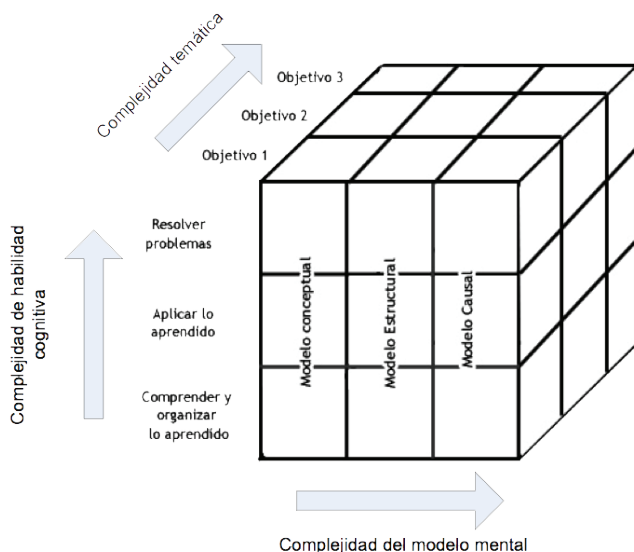 Complejidad temática
Objetivo 3
Objetivo 2
Objetivo 1
Complejidad de habilidad
cognitiva
Resolver
problemas
Aplicar lo
aprendido
Comprender y
organizar
lo aprendido
Modelo conceptual
Modelo Estructural
Modelo Causal
Complejidad del modelo mental